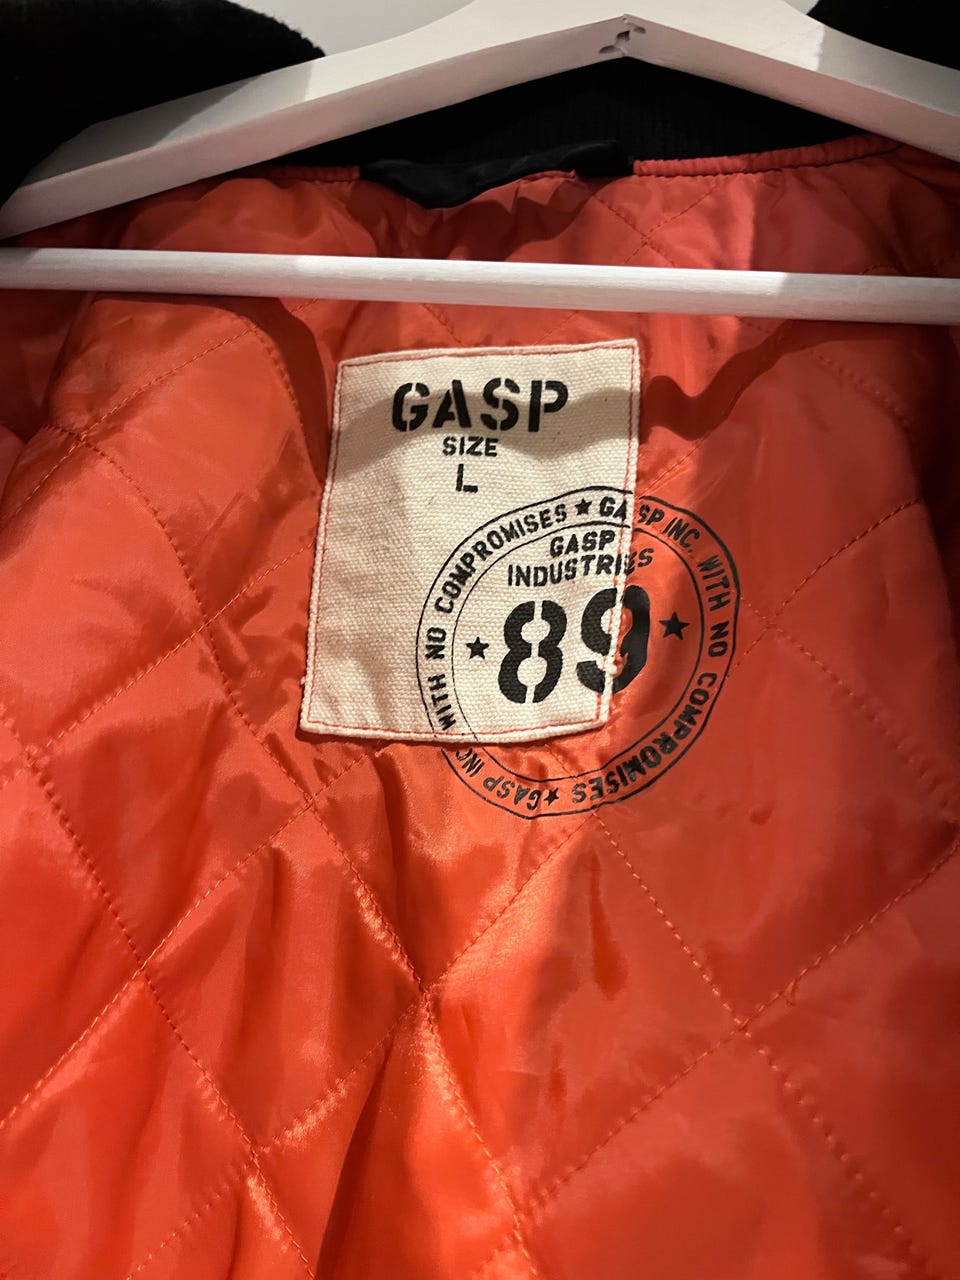 GASP
SIZE
L
GASP INC. WITH NO COMPROMISES ★ GASP INC. WITH NO COMPROMISES ★
GASP
INDUSTRIES
★ 89 ★